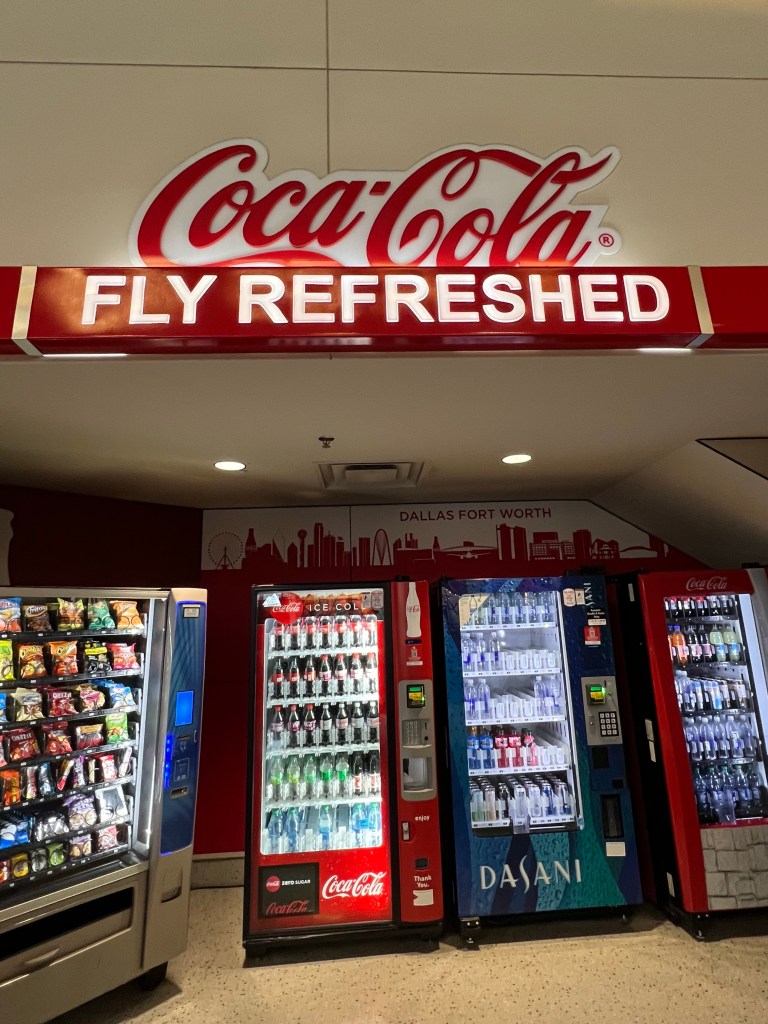 Coca-Cola ®
FLY REFRESHED
DALLAS FORT WORTH
Coca-Cola
ICE COL
Coca-Cola
enjoy
zero SUGAR
Coca-Cola
Thank
You.
DASANI